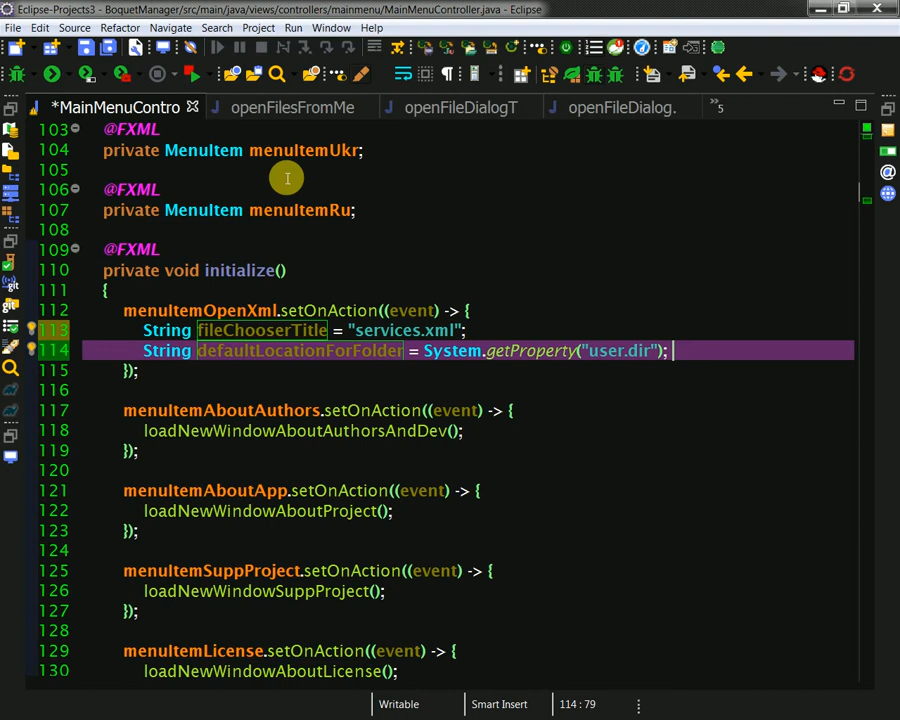 Eclipse-Projects3 - BoquetManager/src/main/java/views/controllers/mainmenu/MainMenuController.java - Eclipse
File Edit Source Refactor Navigate Search Project Run Window Help
*MainMenuContro openFilesFromMe openFileDialogT openFileDialog. »5
103 @FXML
104 private MenuItem menuItemUkr;
105
106 @FXML
107 private MenuItem menuItemRu;
108
109 @FXML
110 private void initialize()
111 {
112 menuItemOpenXml.setOnAction((event) -> {
113 String fileChooserTitle = "services.xml";
114 String defaultLocationForFolder = System.getProperty("user.dir");
115 });
116
117 menuItemAboutAuthors.setOnAction((event) -> {
118 loadNewWindowAboutAuthorsAndDev();
119 });
120
121 menuItemAboutApp.setOnAction((event) -> {
122 loadNewWindowAboutProject();
123 });
124
125 menuItemSuppProject.setOnAction((event) -> {
126 loadNewWindowSuppProject();
127 });
128
129 menuItemLicense.setOnAction((event) -> {
130 loadNewWindowAboutLicense();
Writable Smart Insert 114 : 79